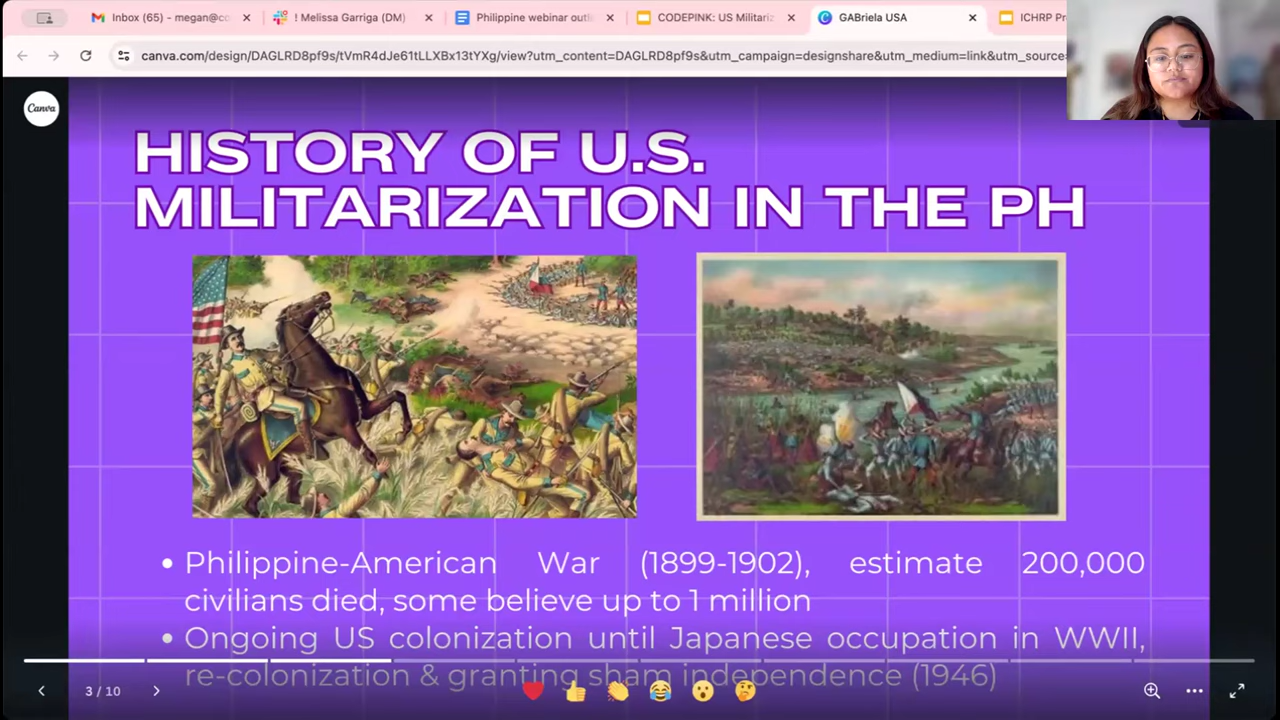 Inbox (65) - megan@co
! Melissa Garriga (DM)
Philippine webinar outli
CODEPINK: US Militariz
GABriela USA
ICHRP Pr
canva.com/design/DAGLRD8pf9s/tVmR4dJe61tLLXBx13tYXg/view?utm_content=DAGLRD8pf9s&utm_campaign=designshare&utm_medium=link&utm_source=
Canva
HISTORY OF U.S.
MILITARIZATION IN THE PH
• Philippine-American War (1899-1902), estimate 200,000
civilians died, some believe up to 1 million
• Ongoing US colonization until Japanese occupation in WWII,
re-colonization & granting sham independence (1946)
3 / 10